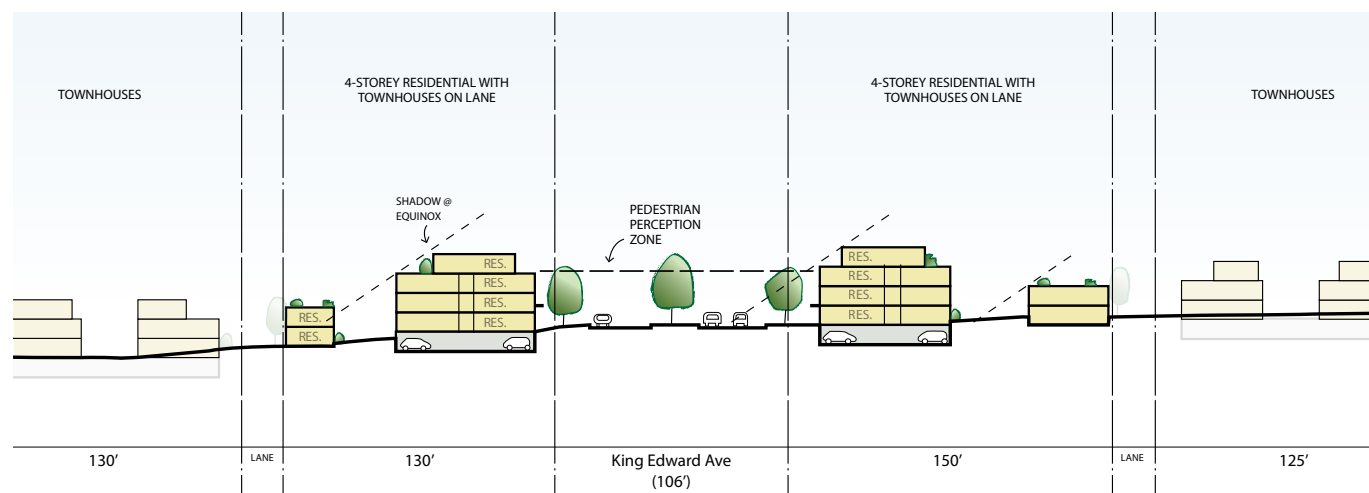 TOWNHOUSES
4-STOREY RESIDENTIAL WITH
TOWNHOUSES ON LANE
4-STOREY RESIDENTIAL WITH
TOWNHOUSES ON LANE
TOWNHOUSES
SHADOW @
EQUINOX
PEDESTRIAN
PERCEPTION
ZONE
RES.
RES.
RES.
RES.
RES.
RES.
RES.
RES.
RES.
RES.
130’
LANE
130’
King Edward Ave
(106’)
150’
LANE
125’